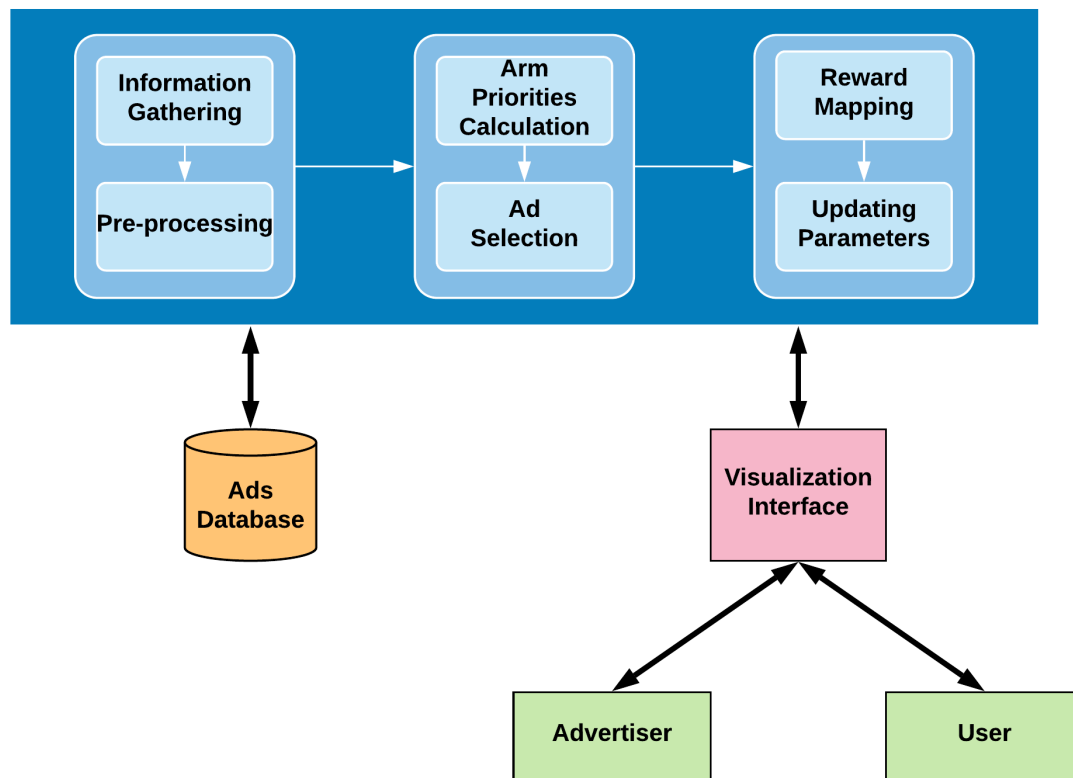 Information
Gathering
Pre-processing
Arm
Priorities
Calculation
Ad
Selection
Reward
Mapping
Updating
Parameters
Ads
Database
Visualization
Interface
Advertiser
User